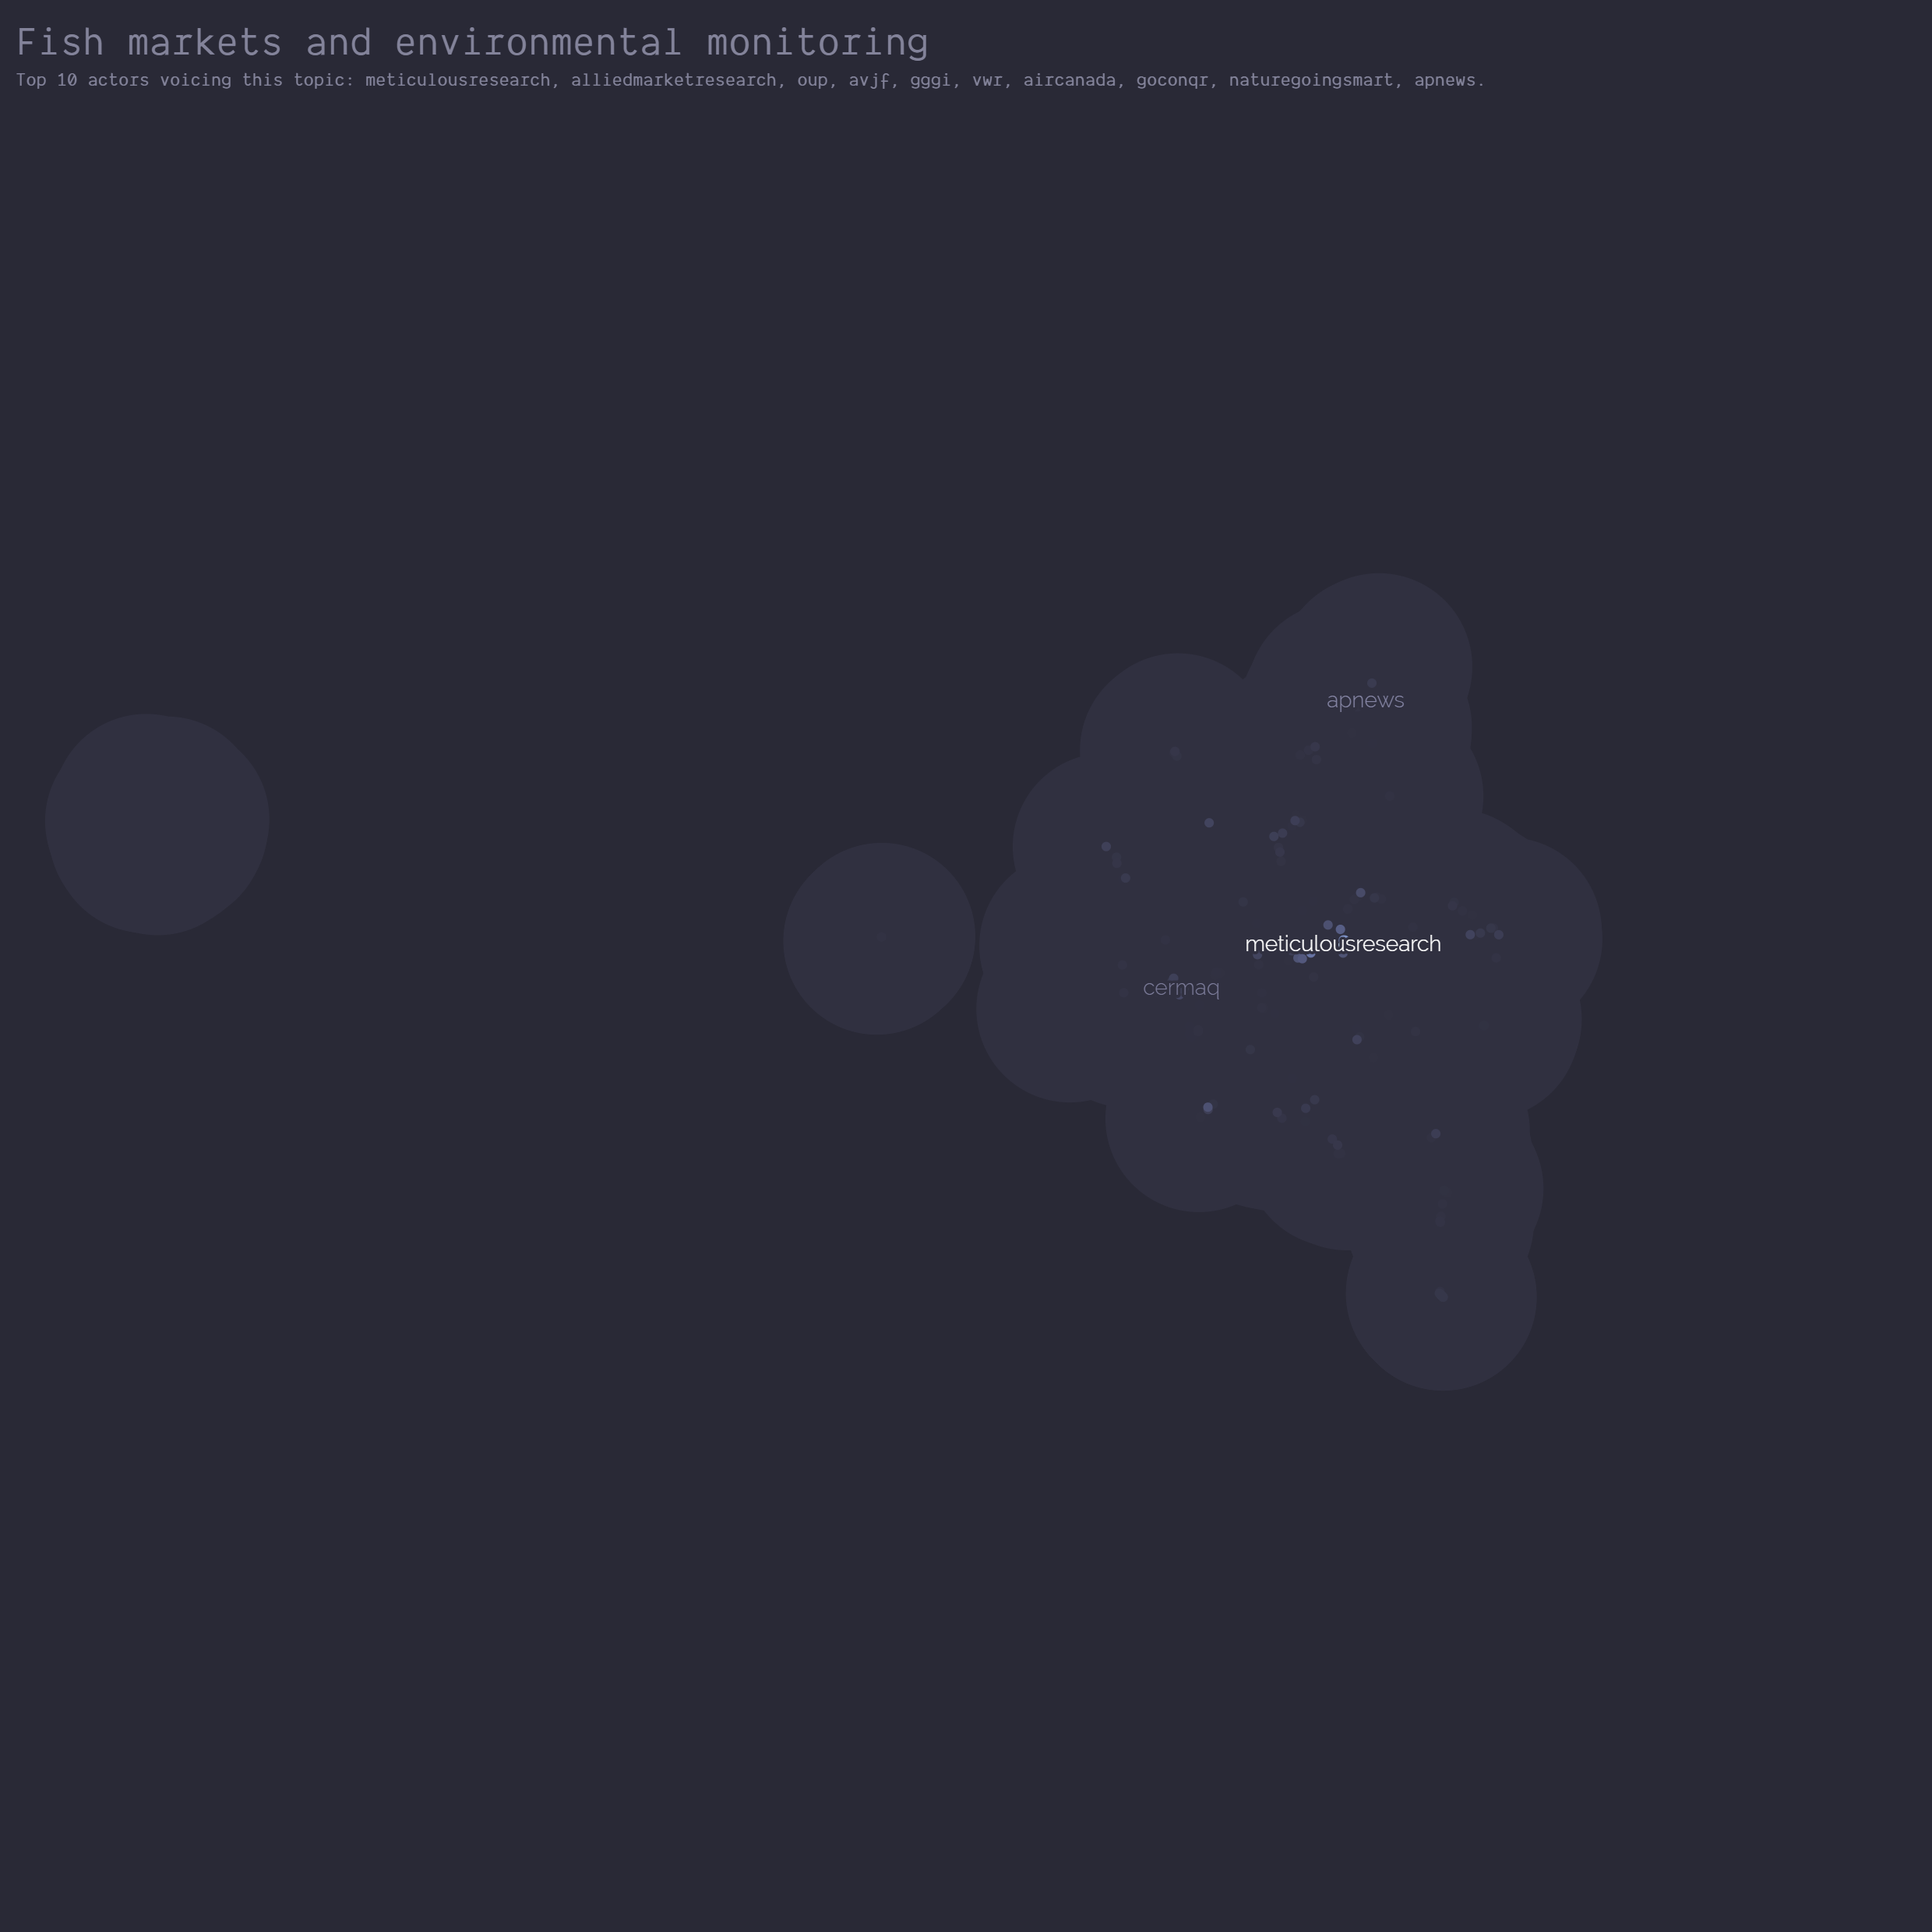 Fish markets and environmental monitoring
Top 10 actors voicing this topic: meticulousresearch, alliedmarketresearch, oup, avjf, gggi, vwr, aircanada, goconqr, naturegoingsmart, apnews.
apnews
meticulousresearch
cermaq